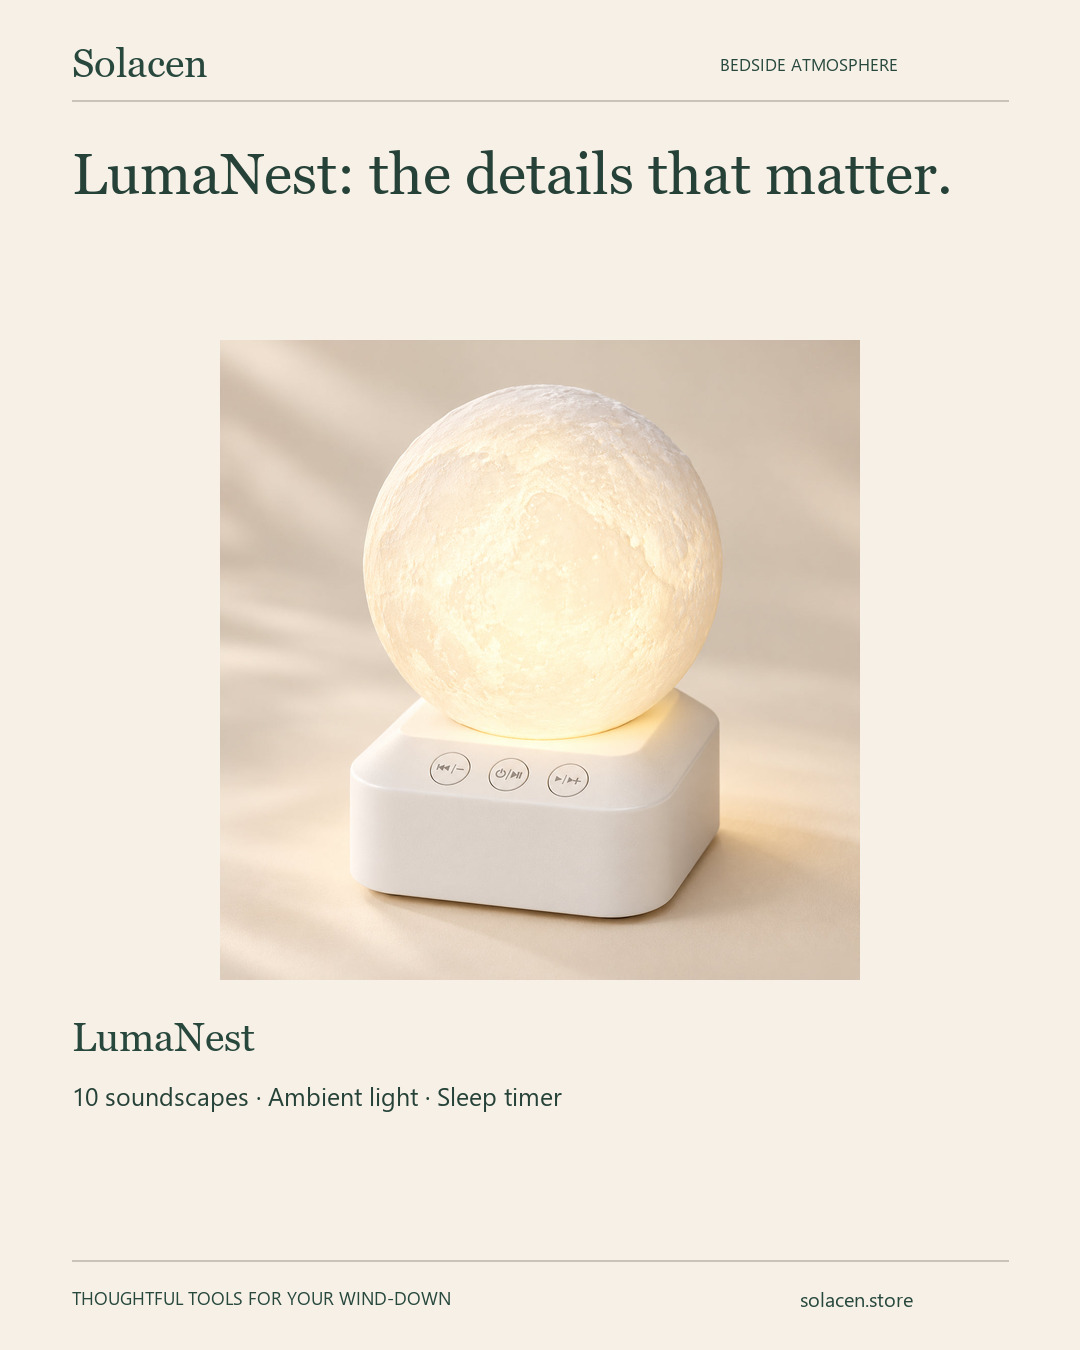 Solacen
BEDSIDE ATMOSPHERE
LumaNest: the details that matter.
LumaNest
10 soundscapes · Ambient light · Sleep timer
THOUGHTFUL TOOLS FOR YOUR WIND-DOWN
solacen.store